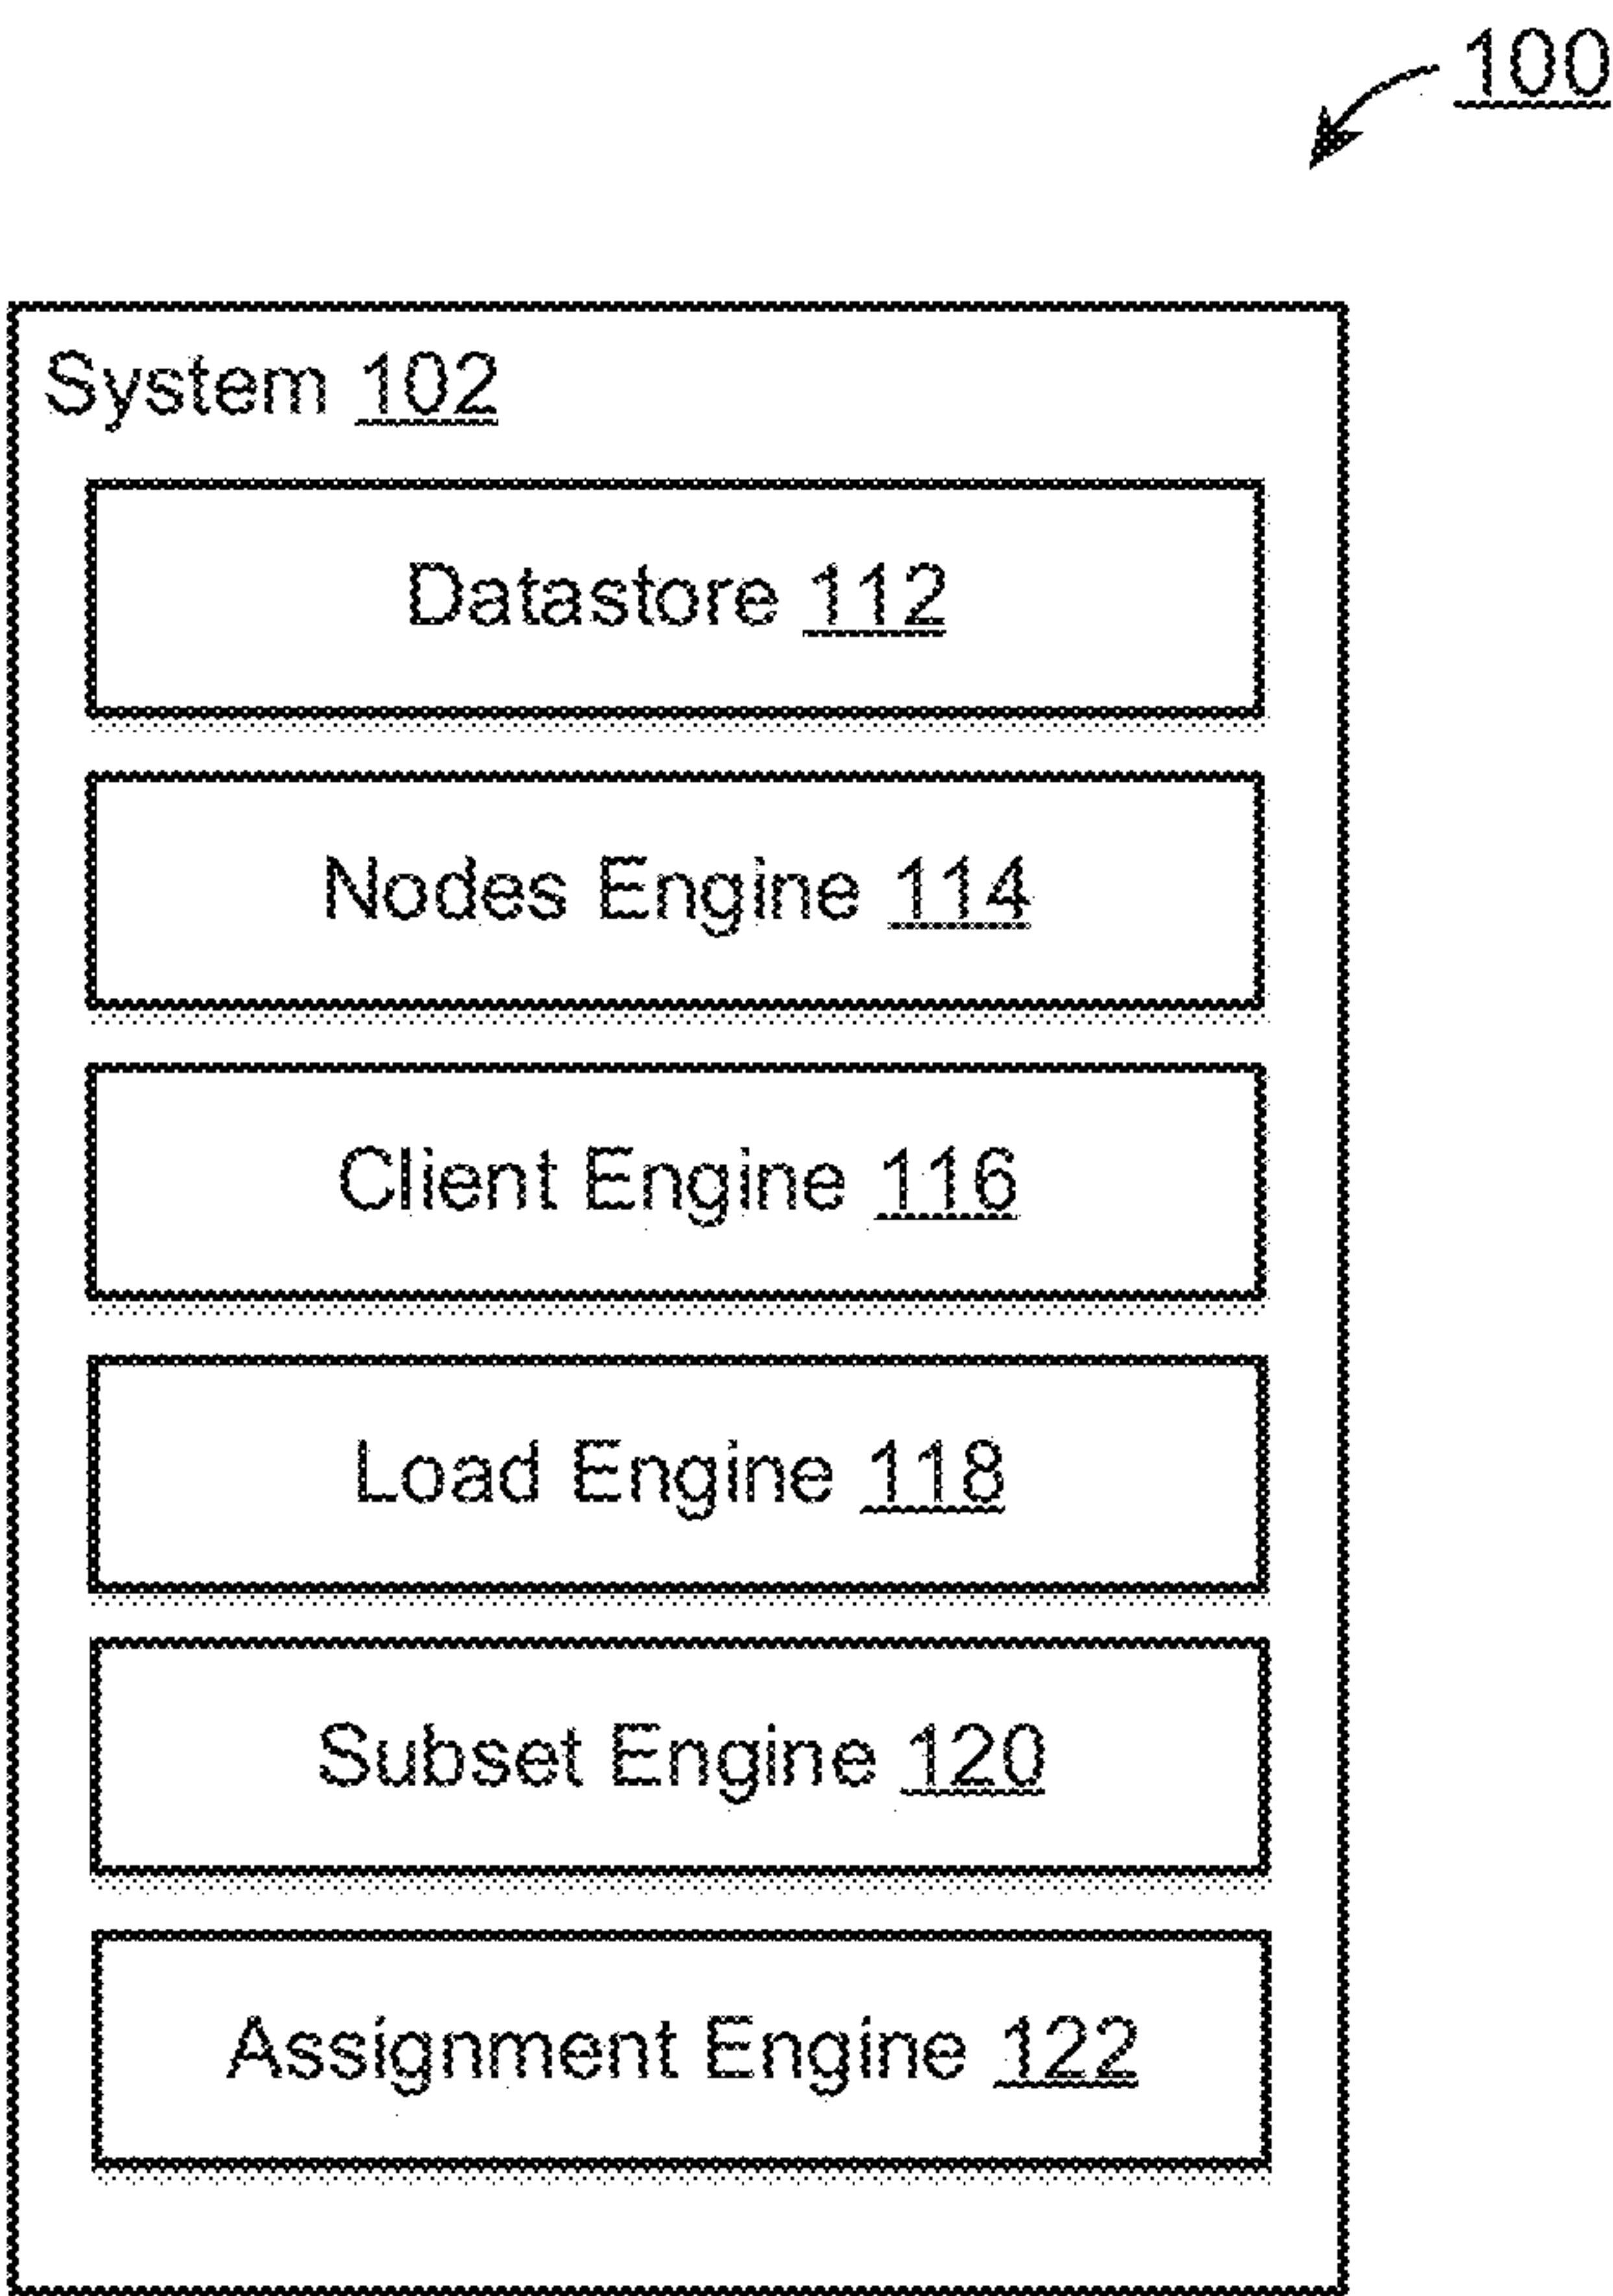 100
System 102
Datastore 112
Nodes Engine 114
Client Engine 116
Load Engine 118
Subset Engine 120
Assignment Engine 122